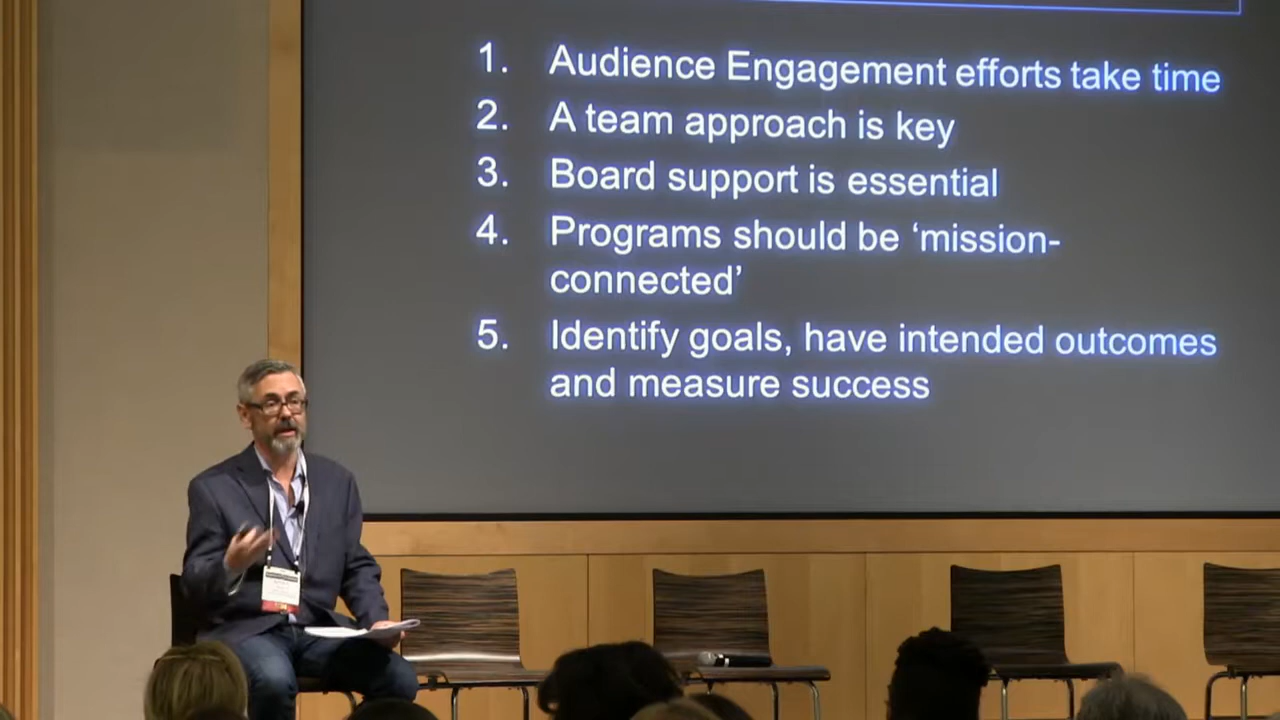 1. Audience Engagement efforts take time
2. A team approach is key
3. Board support is essential
4. Programs should be ‘mission-
connected’
5. Identify goals, have intended outcomes
and measure success